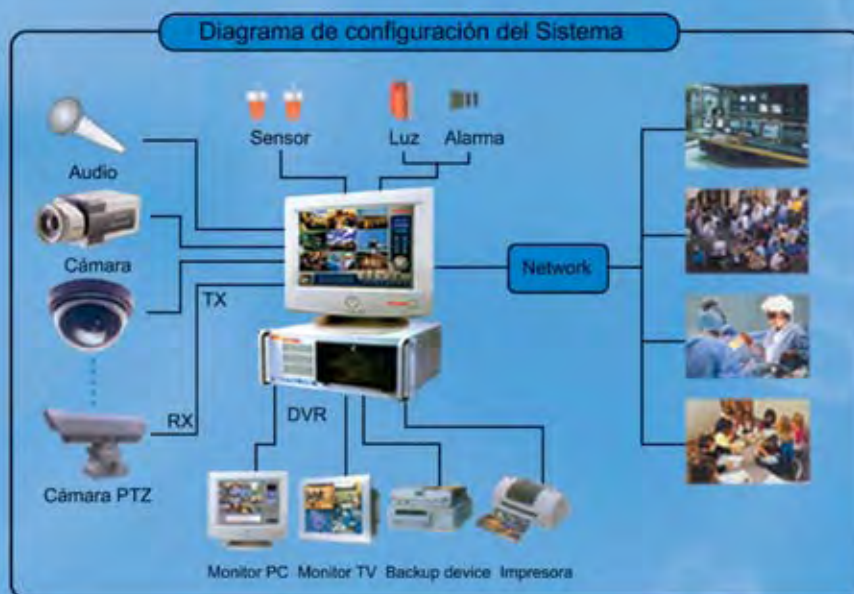 Diagrama de configuración del Sistema
Sensor
Luz
Alarma
Audio
Cámara
Network
TX
RX
DVR
Cámara PTZ
Monitor PC
Monitor TV
Backup device
Impresora